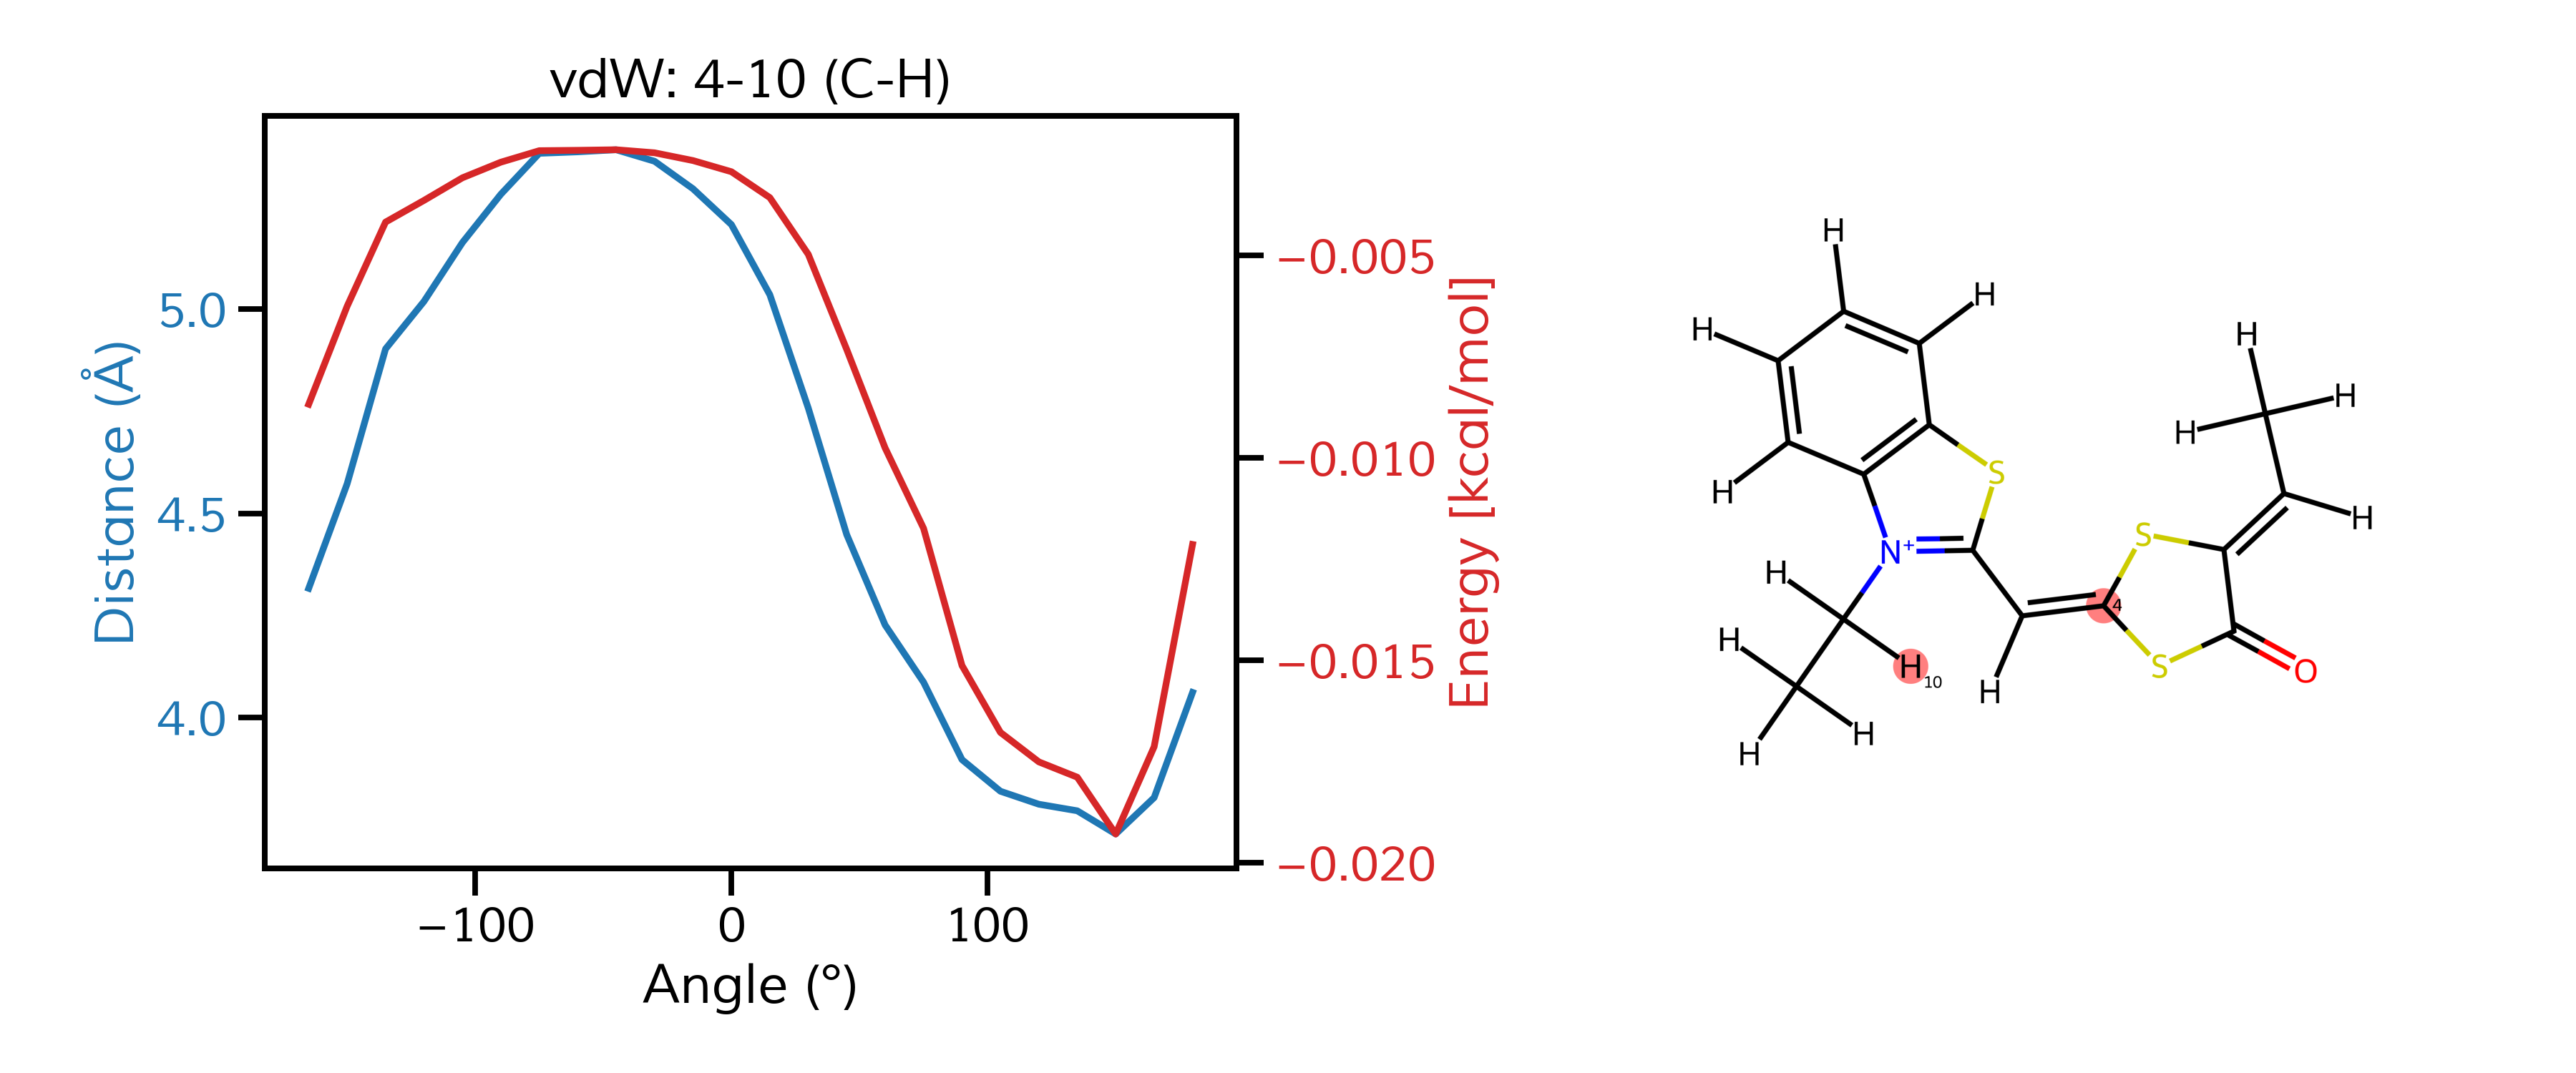 vdW: 4-10 (C-H)
Distance (Å)
5.0
4.5
4.0
−0.005
−0.010
−0.015
−0.020
Energy [kcal/mol]
−100
0
100
Angle (°)
H
H
H
H
H
H
H
S
H
S
H
N+
H
4
H
H
10
S
O
H
H
H